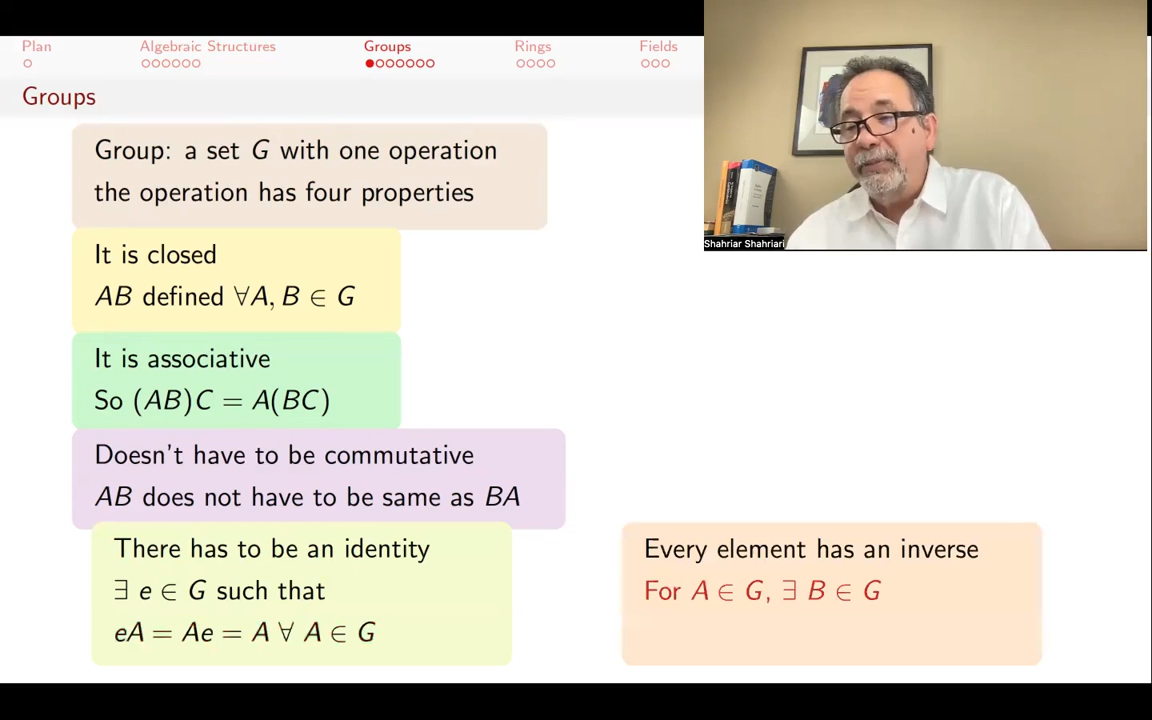 Plan
Algebraic Structures
Groups
Rings
Fields
Groups
Group: a set G with one operation
the operation has four properties
It is closed
AB defined ∀A, B ∈ G
It is associative
So (AB)C = A(BC)
Doesn't have to be commutative
AB does not have to be same as BA
There has to be an identity
∃ e ∈ G such that
eA = Ae = A ∀ A ∈ G
Every element has an inverse
For A ∈ G, ∃ B ∈ G
Shahriar Shahriari